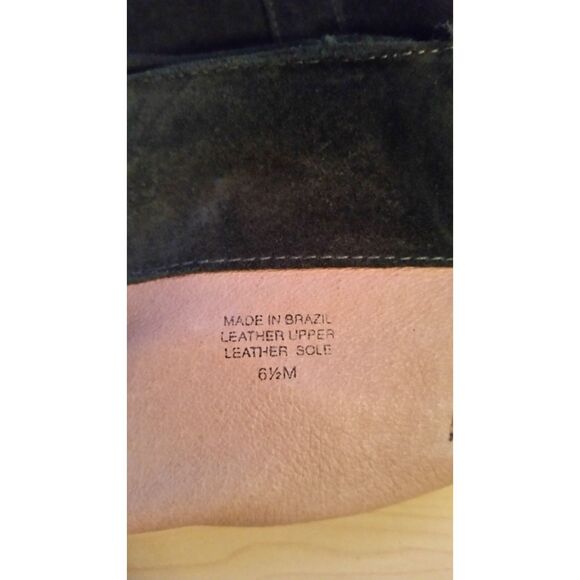 MADE IN BRAZIL
LEATHER UPPER
LEATHER SOLE
6½M